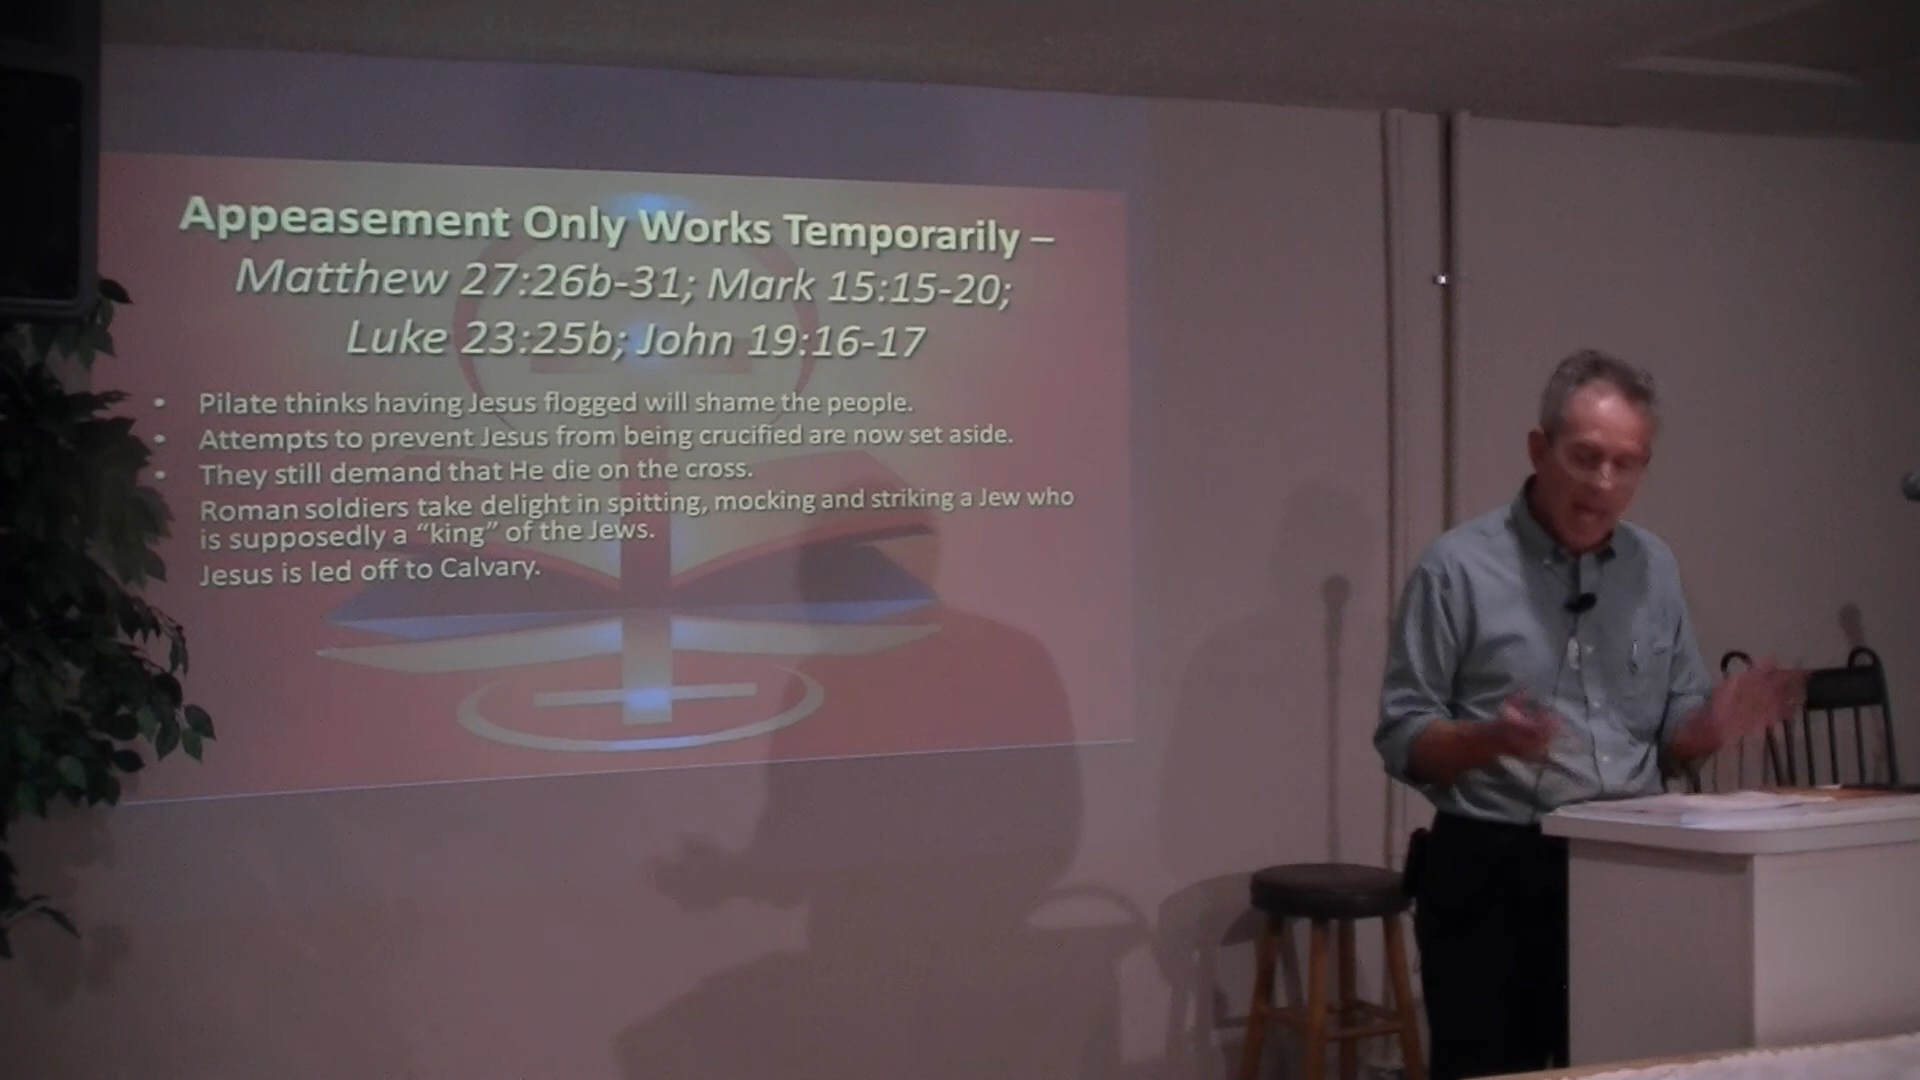 Appeasement Only Works Temporarily –
Matthew 27:26b-31; Mark 15:15-20;
Luke 23:25b; John 19:16-17
• Pilate thinks having Jesus flogged will shame the people.
• Attempts to prevent Jesus from being crucified are now set aside.
• They still demand that He die on the cross.
Roman soldiers take delight in spitting, mocking and striking a Jew who
is supposedly a “king” of the Jews.
Jesus is led off to Calvary.